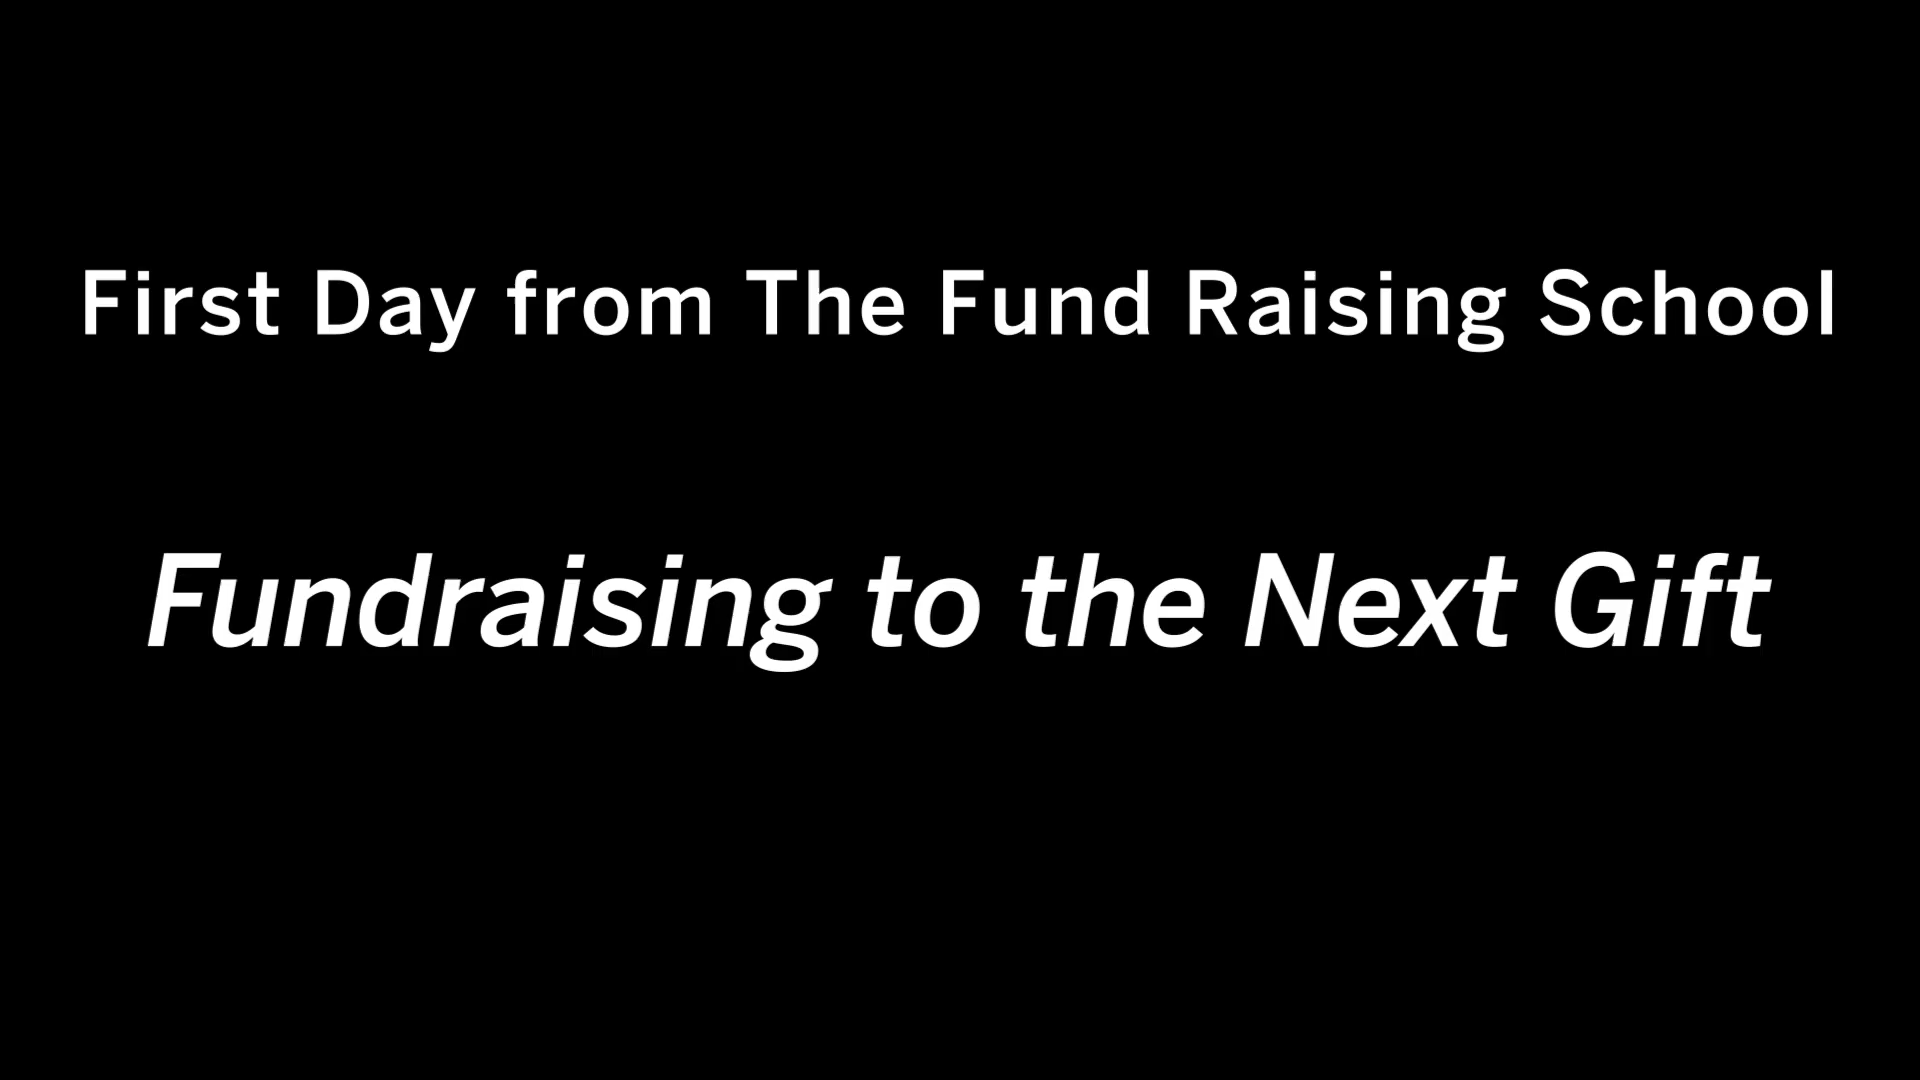 First Day from The Fund Raising School
Fundraising to the Next Gift